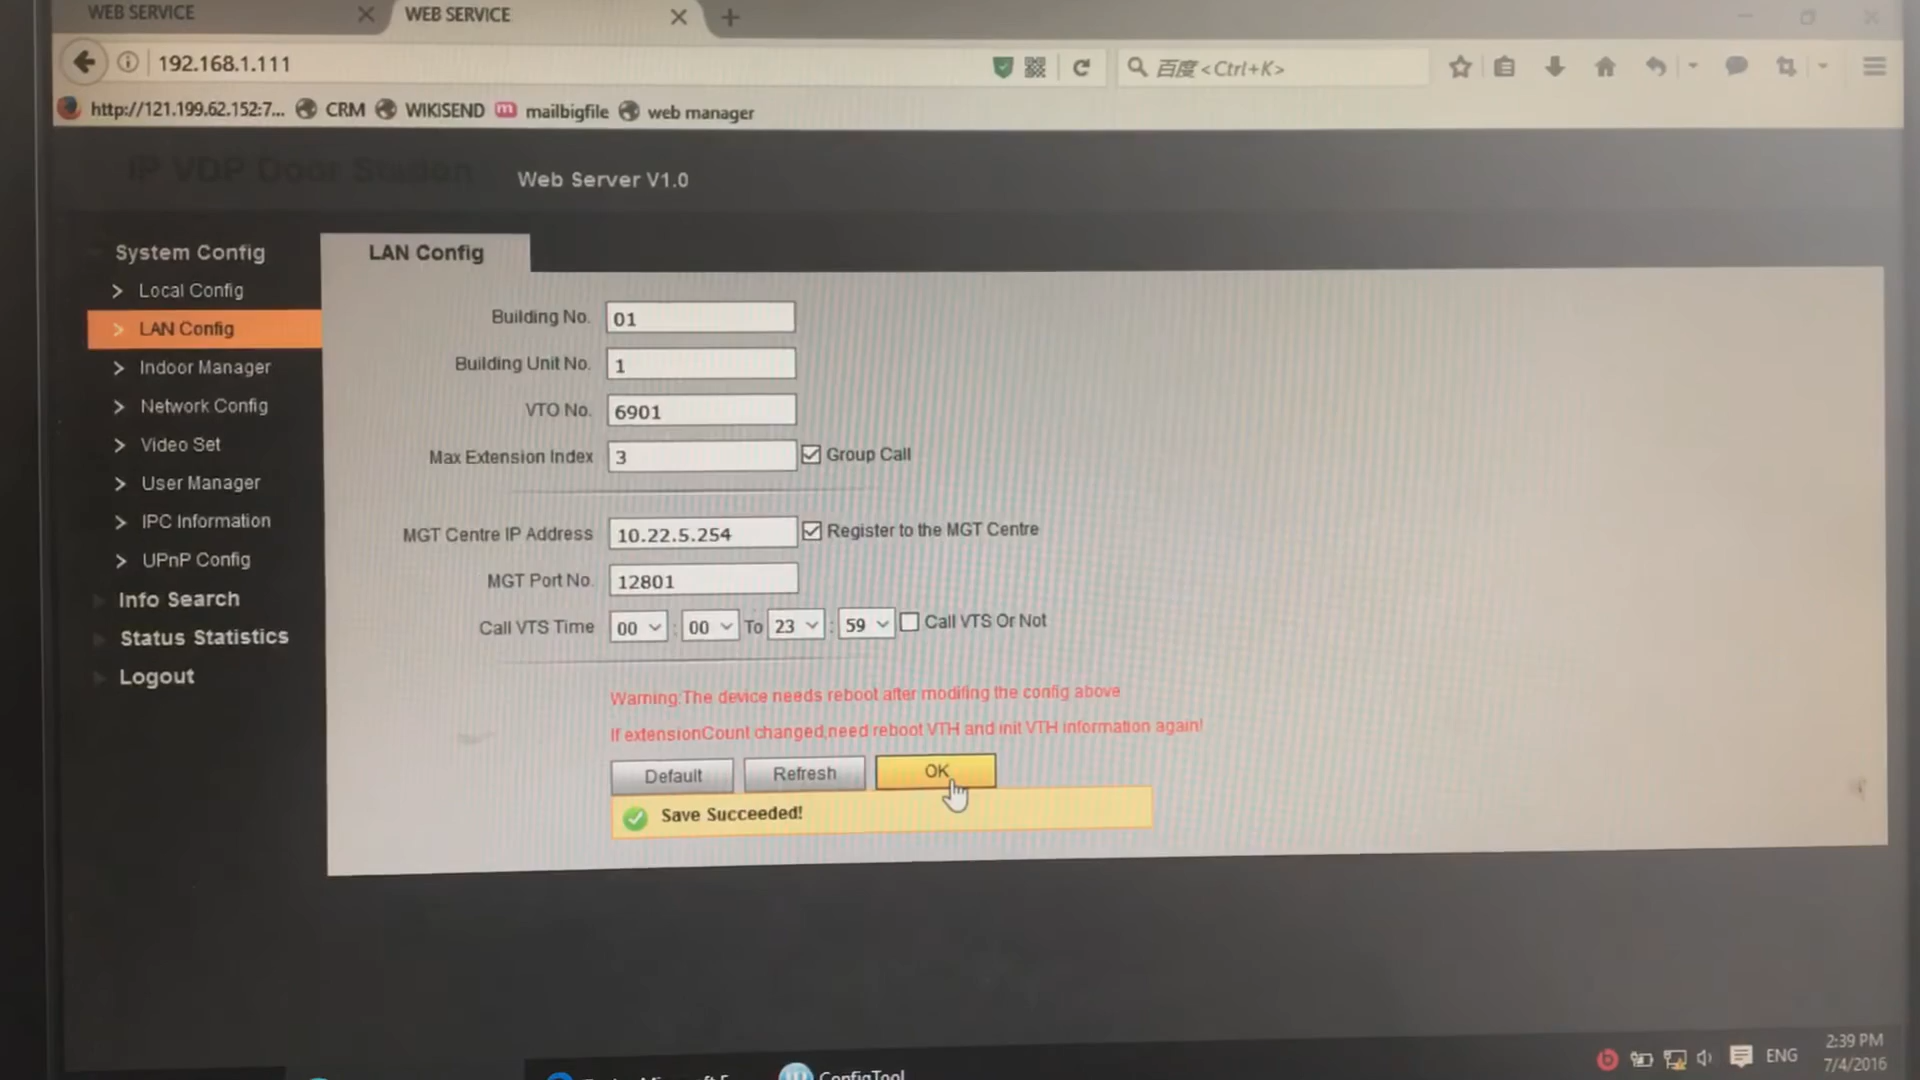 WEB SERVICE
WEB SERVICE
192.168.1.111
百度 <Ctrl+K>
http://121.199.62.152:7... CRM WIKISEND mailbigfile web manager
IP VDP Door Station
Web Server V1.0
System Config
Local Config
LAN Config
Indoor Manager
Network Config
Video Set
User Manager
IPC Information
UPnP Config
Info Search
Status Statistics
Logout
LAN Config
Building No. 01
Building Unit No. 1
VTO No. 6901
Max Extension Index 3 Group Call
MGT Centre IP Address 10.22.5.254 Register to the MGT Centre
MGT Port No. 12801
Call VTS Time 00 : 00 To 23 : 59 Call VTS Or Not
Warning:The device needs reboot after modifing the config above
If extensionCount changed,need reboot VTH and init VTH information again!
Default Refresh OK
Save Succeeded!
ConfigTool
ENG
2:39 PM
7/4/2016